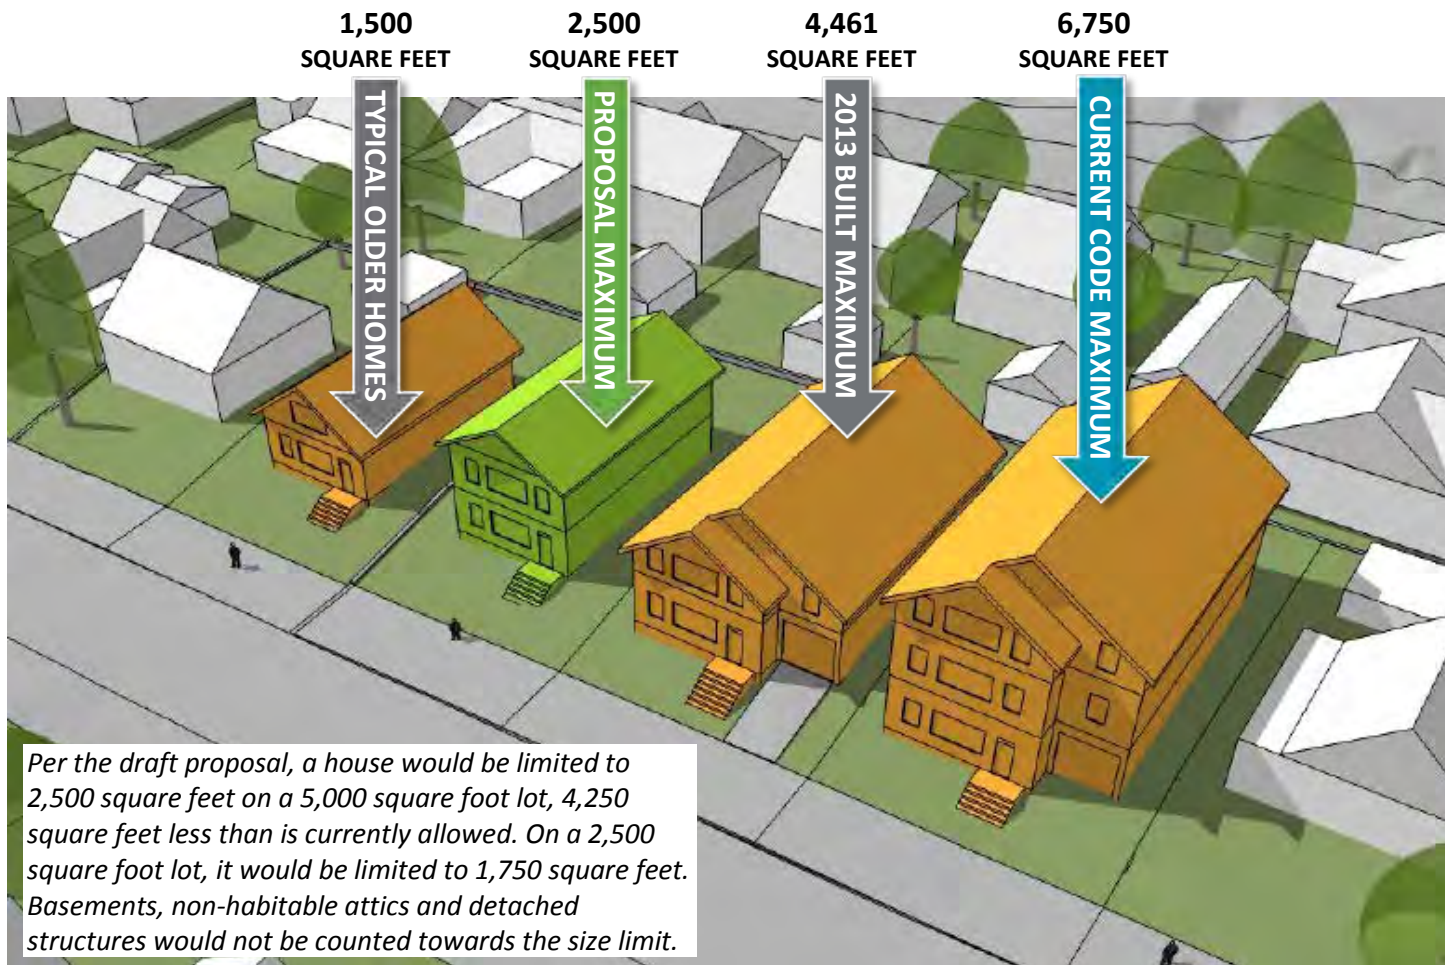 1,500
SQUARE FEET
2,500
SQUARE FEET
4,461
SQUARE FEET
6,750
SQUARE FEET
TYPICAL OLDER HOMES
PROPOSAL MAXIMUM
2013 BUILT MAXIMUM
CURRENT CODE MAXIMUM
Per the draft proposal, a house would be limited to
2,500 square feet on a 5,000 square foot lot, 4,250
square feet less than is currently allowed. On a 2,500
square foot lot, it would be limited to 1,750 square feet.
Basements, non-habitable attics and detached
structures would not be counted towards the size limit.